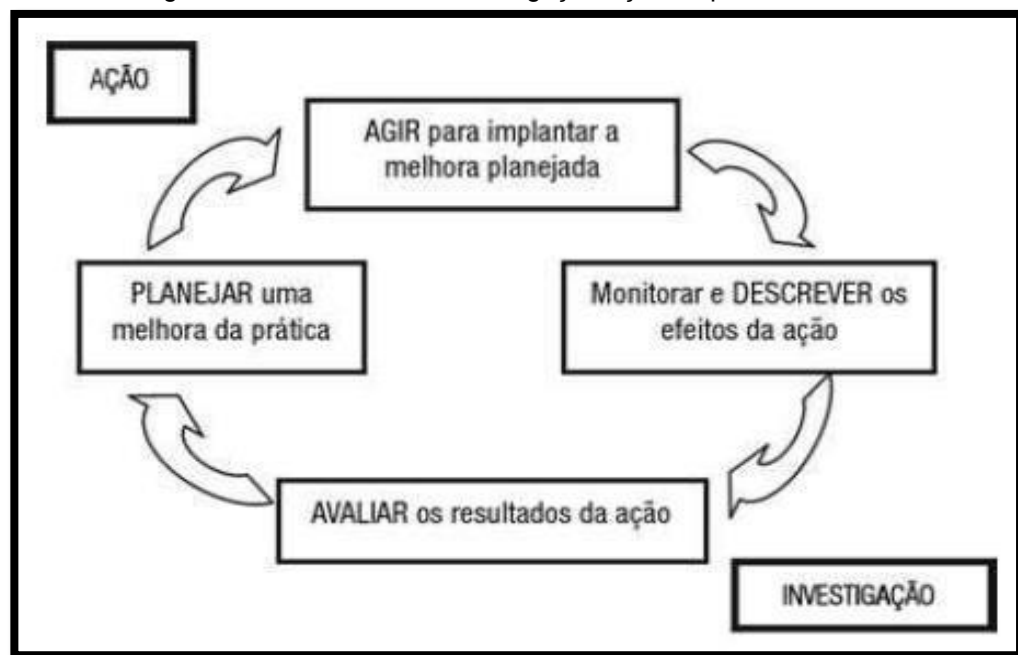 AÇÃO
AGIR para implantar a
melhora planejada
PLANEJAR uma
melhora da prática
Monitorar e DESCREVER os
efeitos da ação
AVALIAR os resultados da ação
INVESTIGAÇÃO